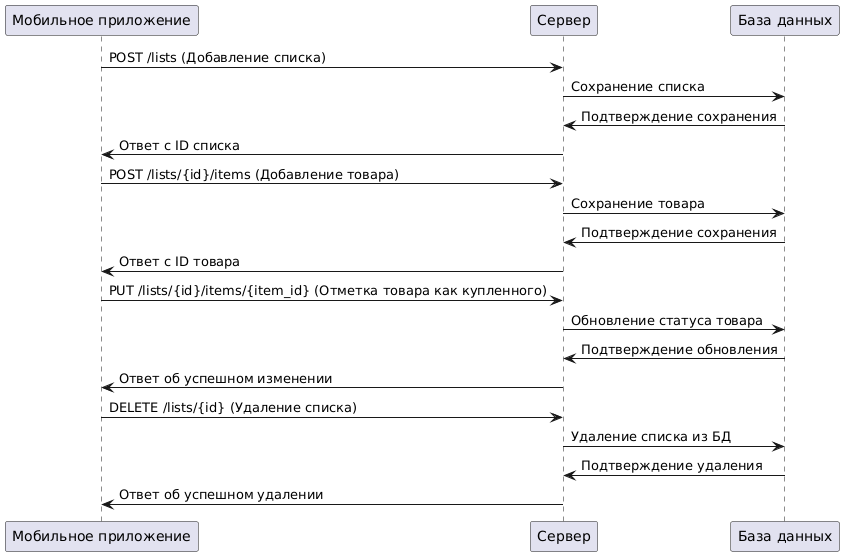 Мобильное приложение
Сервер
База данных
POST /lists (Добавление списка)
Сохранение списка
Подтверждение сохранения
Ответ с ID списка
POST /lists/{id}/items (Добавление товара)
Сохранение товара
Подтверждение сохранения
Ответ с ID товара
PUT /lists/{id}/items/{item_id} (Отметка товара как купленного)
Обновление статуса товара
Подтверждение обновления
Ответ об успешном изменении
DELETE /lists/{id} (Удаление списка)
Удаление списка из БД
Подтверждение удаления
Ответ об успешном удалении
Мобильное приложение
Сервер
База данных